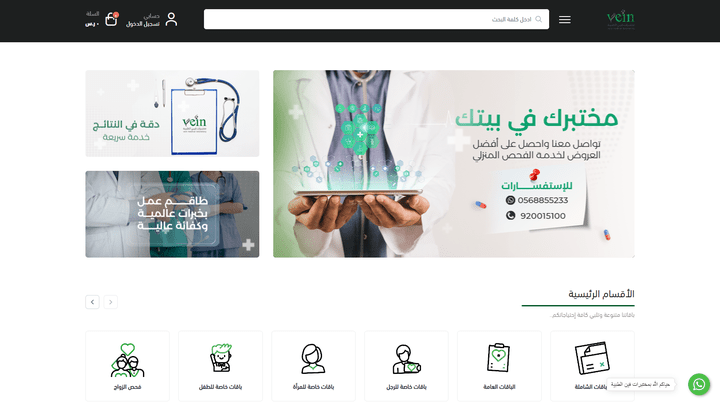 vein
ادخل كلمة البحث
حسابي
تسجيل الدخول
السلة
٠ ر.س
مختبرك في بيتك
تواصل معنا واحصل على أفضل
العروض لخدمة الفحص المنزلي
للإستفسارات
0568855233
920015100
vein
دقة في النتائج
خدمة سريعة
طاقم عمل
بخبرات عالمية
وكفائة عالية
الأقسام الرئيسية
باقاتنا متنوعة وتلبي كافة إحتياجاتكم.
باقات الشاملة
الباقات العامة
باقات خاصة للرجل
باقات خاصة للمرأة
باقات خاصة للطفل
فحص الزواج
حياكم الله بمختبرات فين الطبية